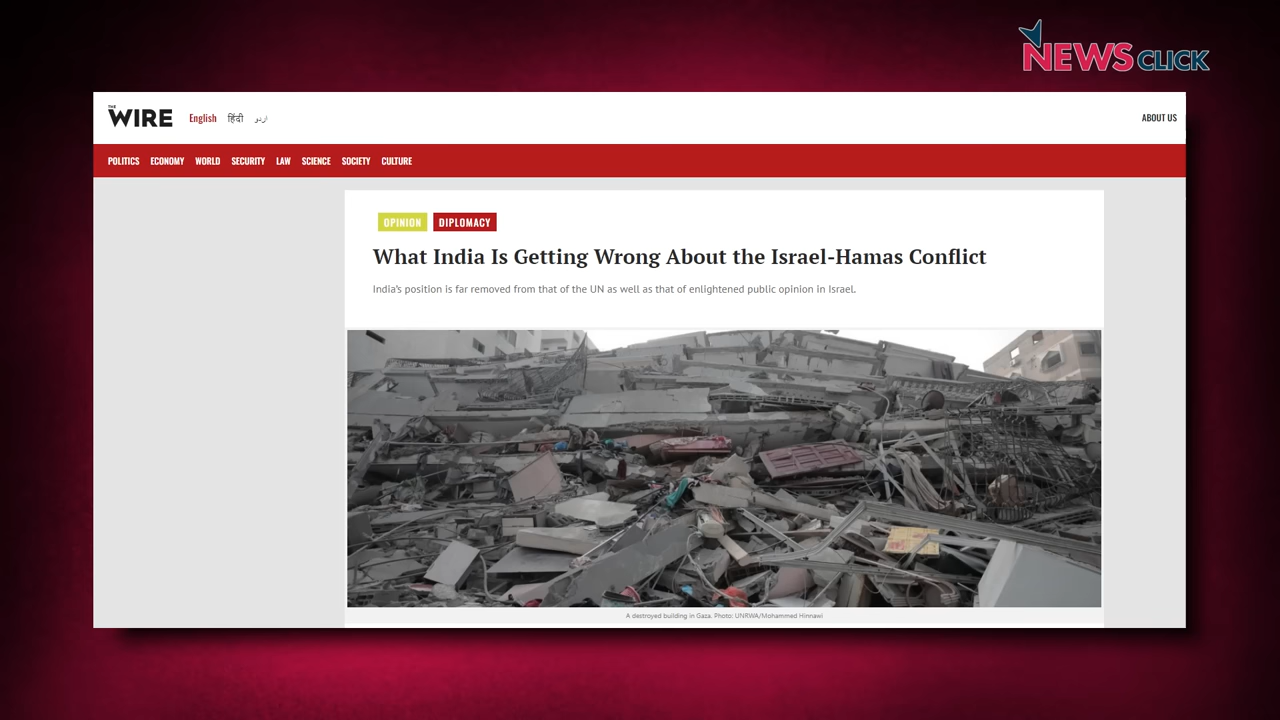 NEWSCLICK
THE
WIRE
English हिंदी اردو
ABOUT US
POLITICS ECONOMY WORLD SECURITY LAW SCIENCE SOCIETY CULTURE
OPINION DIPLOMACY
What India Is Getting Wrong About the Israel-Hamas Conflict
India's position is far removed from that of the UN as well as that of enlightened public opinion in Israel.
A destroyed building in Gaza. Photo: UNRWA/Mohammed Hinnawi